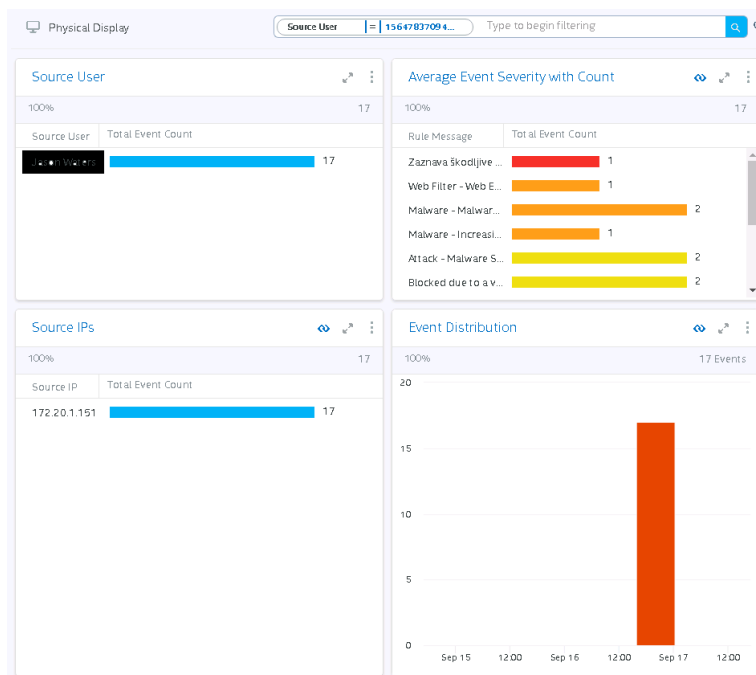 Physical Display
Source User = 15647837094...
Type to begin filtering
Source User
100% 17
Source User Total Event Count
17
Average Event Severity with Count
100% 17
Rule Message Total Event Count
Zaznava škodljive ... 1
Web Filter - Web E... 1
Malware - Malwar... 2
Malware - Increasi... 1
Attack - Malware S... 2
Blocked due to a v... 2
Source IPs
100% 17
Source IP Total Event Count
172.20.1.151 17
Event Distribution
100% 17 Events
20
15
10
5
0
Sep 15 12:00 Sep 16 12:00 Sep 17 12:00